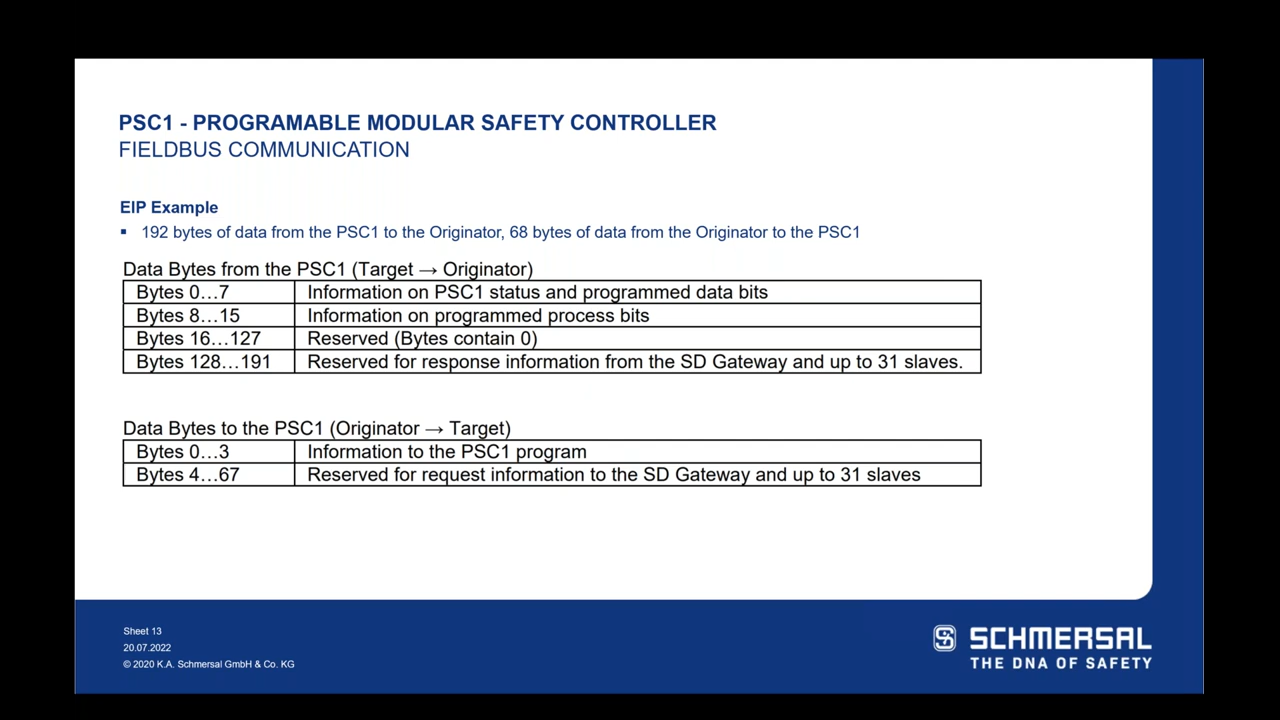 PSC1 - PROGRAMABLE MODULAR SAFETY CONTROLLER
FIELDBUS COMMUNICATION
EIP Example
▪ 192 bytes of data from the PSC1 to the Originator, 68 bytes of data from the Originator to the PSC1
Data Bytes from the PSC1 (Target → Originator)
Bytes 0…7 Information on PSC1 status and programmed data bits
Bytes 8…15 Information on programmed process bits
Bytes 16…127 Reserved (Bytes contain 0)
Bytes 128…191 Reserved for response information from the SD Gateway and up to 31 slaves.
Data Bytes to the PSC1 (Originator → Target)
Bytes 0…3 Information to the PSC1 program
Bytes 4…67 Reserved for request information to the SD Gateway and up to 31 slaves
Sheet 13
20.07.2022
© 2020 K.A. Schmersal GmbH & Co. KG
SCHMERSAL
THE DNA OF SAFETY